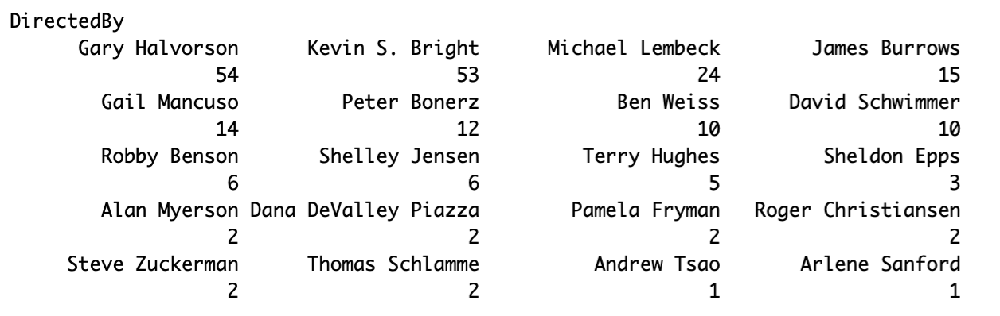 DirectedBy
Gary Halvorson Kevin S. Bright Michael Lembeck James Burrows
54 53 24 15
Gail Mancuso Peter Bonerz Ben Weiss David Schwimmer
14 12 10 10
Robby Benson Shelley Jensen Terry Hughes Sheldon Epps
6 6 5 3
Alan Myerson Dana DeValley Piazza Pamela Fryman Roger Christiansen
2 2 2 2
Steve Zuckerman Thomas Schlamme Andrew Tsao Arlene Sanford
2 2 1 1